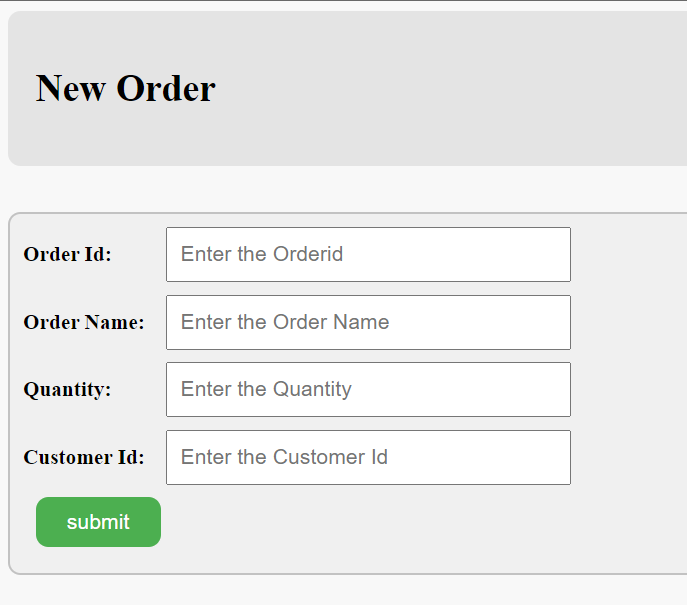 New Order
Order Id: Enter the Orderid
Order Name: Enter the Order Name
Quantity: Enter the Quantity
Customer Id: Enter the Customer Id
submit